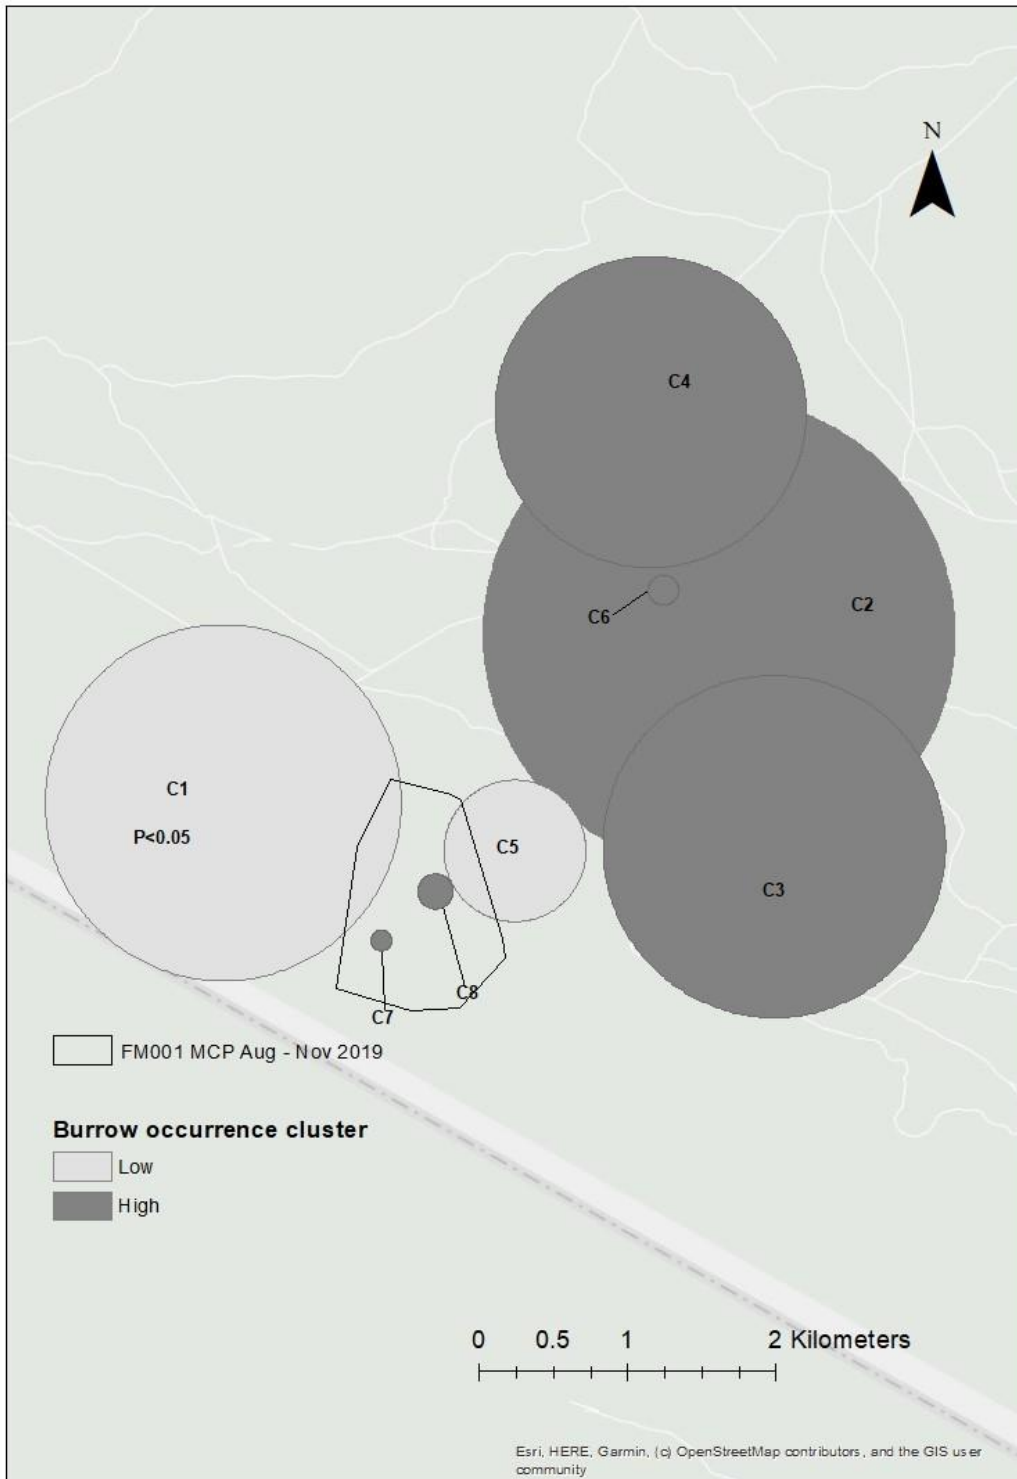 N
C4
C6
C2
C1
P<0.05
C5
C3
C8
C7
FM001 MCP Aug - Nov 2019
Burrow occurrence cluster
Low
High
0 0.5 1 2 Kilometers
Esri, HERE, Garmin, (c) OpenStreetMap contributors, and the GIS user
community